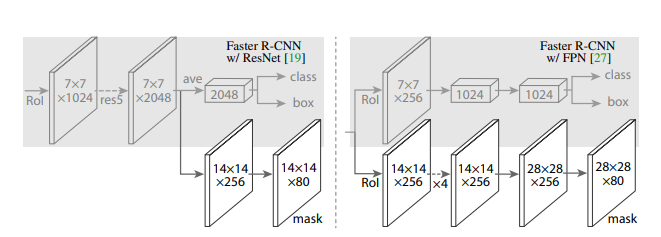 Faster R-CNN
w/ ResNet [19]
RoI
7×7
×1024
res5
7×7
×2048
ave
2048
class
box
14×14
×256
14×14
×80
mask
Faster R-CNN
w/ FPN [27]
RoI
7×7
×256
1024
1024
class
box
RoI
14×14
×256
×4
14×14
×256
28×28
×256
28×28
×80
mask